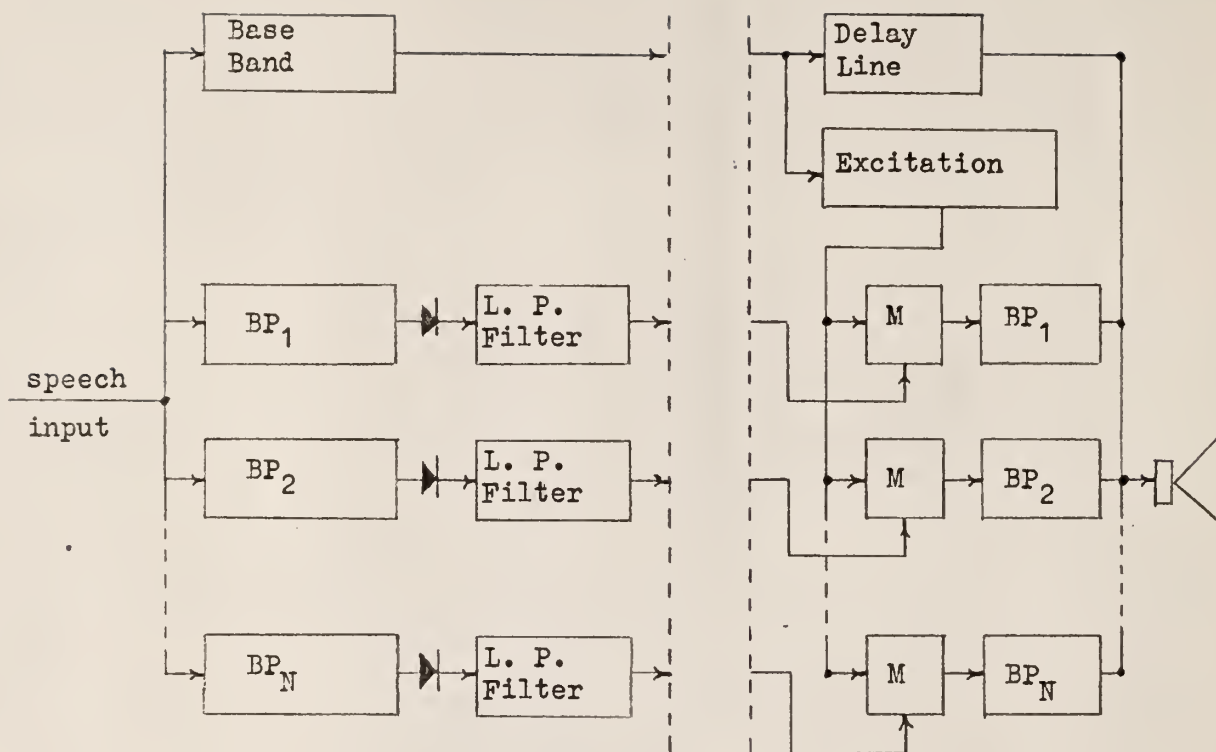 Base
Band
Delay
Line
Excitation
BP1
L. P.
Filter
M
BP1
speech
input
BP2
L. P.
Filter
M
BP2
BPN
L. P.
Filter
M
BPN